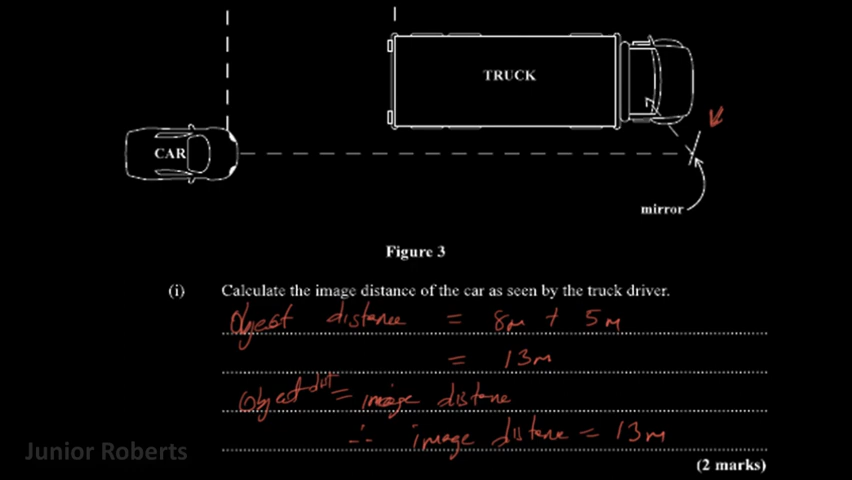 TRUCK
CAR
mirror
Figure 3
(i) Calculate the image distance of the car as seen by the truck driver.
Object distance = 8m + 5m
= 13m
Object dist = image distance
∴ image distance = 13m
Junior Roberts
(2 marks)